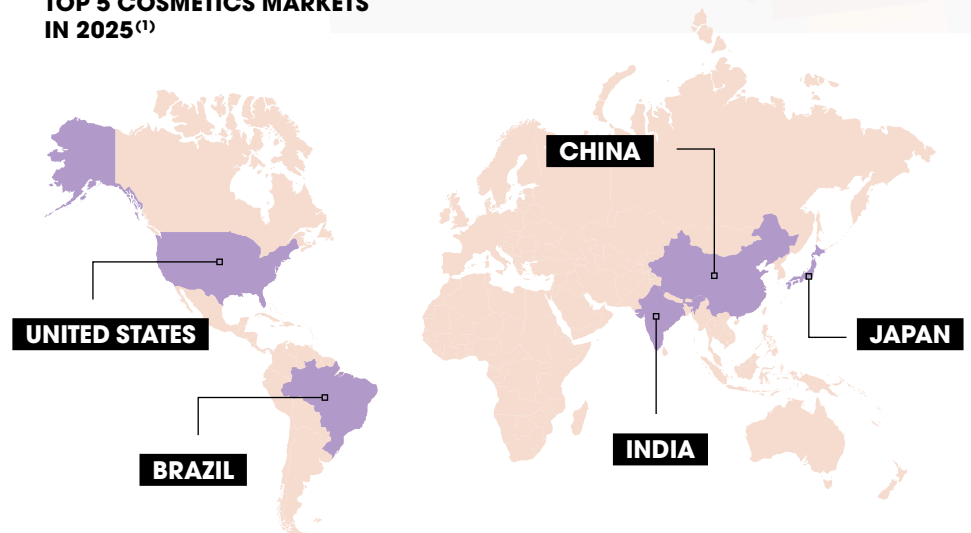 TOP 5 COSMETICS MARKETS
IN 2025(1)
CHINA
UNITED STATES
JAPAN
INDIA
BRAZIL